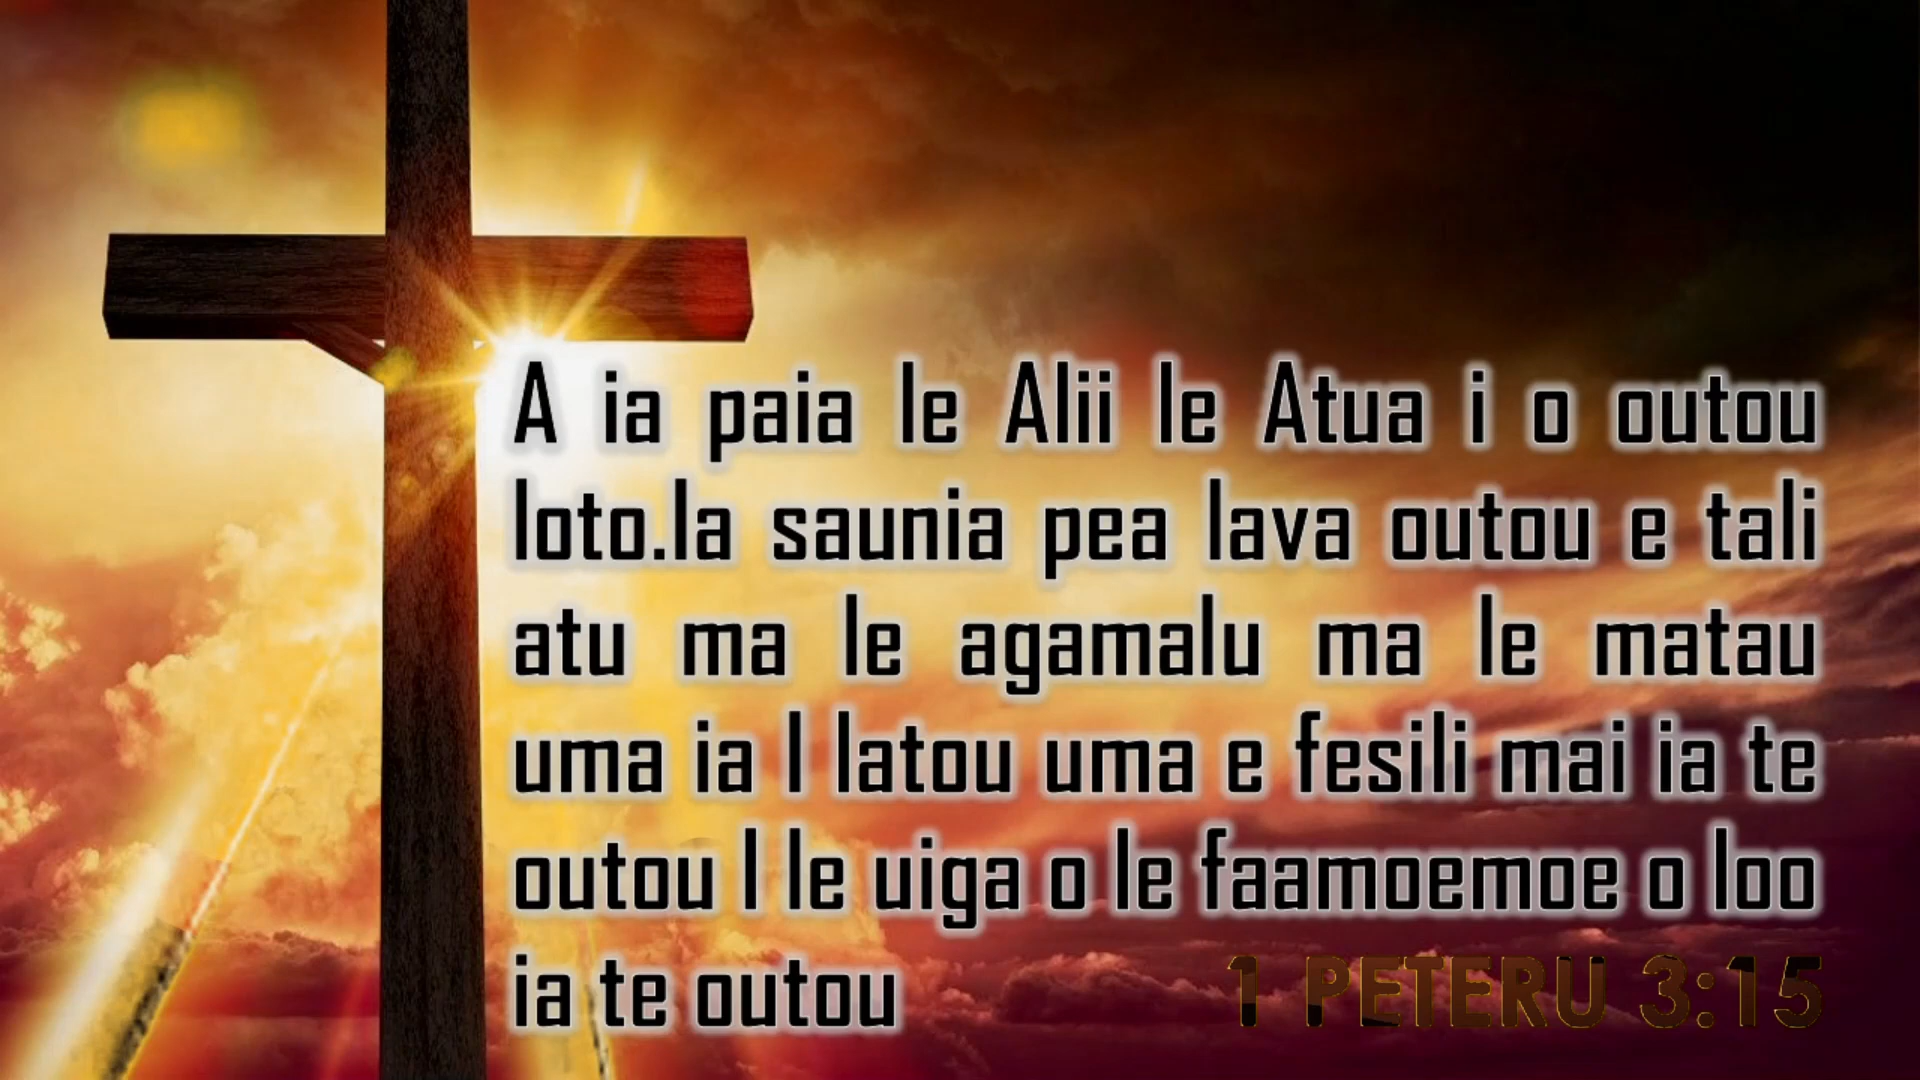 A ia paia le Alii le Atua i o outou
loto.Ia saunia pea lava outou e tali
atu ma le agamalu ma le matau
uma ia I latou uma e fesili mai ia te
outou I le uiga o le faamoemoe o loo
ia te outou
1 PETERU 3:15